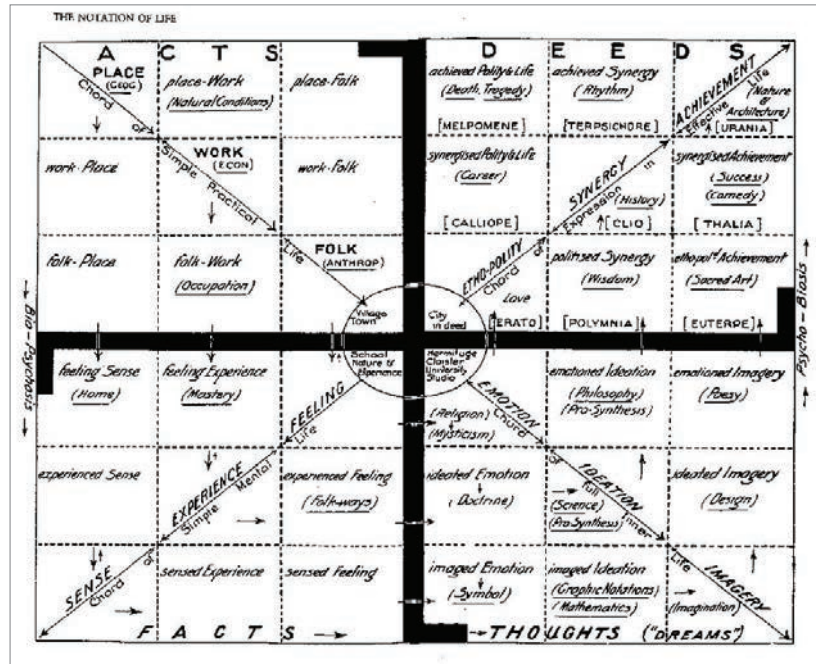 THE NOTATION OF LIFE
A C T S
PLACE
(GEOG)
place-Work
(Natural Conditions)
place-Folk
work-Place
WORK
(ECON)
work-Folk
folk-Place
folk-Work
(Occupation)
FOLK
(ANTHROP)
Chord of Simple Practical Life
D E E D S
achieved Polity & Life
(Death, Tragedy)
[MELPOMENE]
achieved Synergy
(Rhythm)
[TERPSICHORE]
ACHIEVEMENT
Effective Life
(Nature &
Architecture)
[URANIA]
synergised Polity & Life
(Career)
[CALLIOPE]
SYNERGY
(History)
[CLIO]
synergised Achievement
(Success)
(Comedy)
[THALIA]
ETHO-POLITY
Chord of Expression in
Love
[ERATO]
politised Synergy
(Wisdom)
[POLYMNIA]
etho-pol<sup>d</sup> Achievement
(Sacred Art)
[EUTERPE]
Village
Town
City
in deed
School
Nature &
Experience
Hermitage
Cloister
University
Studio
Bio-Psychosis
Psycho-Biosis
feeling Sense
(Home)
feeling Experience
(Mastery)
FEELING
Life
experienced Sense
EXPERIENCE
Simple Mental
experienced Feeling
(Folk-ways)
SENSE
Chord of
sensed Experience
sensed Feeling
F A C T S
EMOTION
Chord of Full Inner Life
(Religion)
(Mysticism)
emotioned Ideation
(Philosophy)
(Pro-Synthesis)
emotioned Imagery
(Poesy)
ideated Emotion
(Doctrine)
IDEATION
(Science)
(Pro-Synthesis)
ideated Imagery
(Design)
imaged Emotion
(Symbol)
imaged Ideation
(Graphic Notations)
(Mathematics)
IMAGERY
(Imagination)
THOUGHTS ("DREAMS")